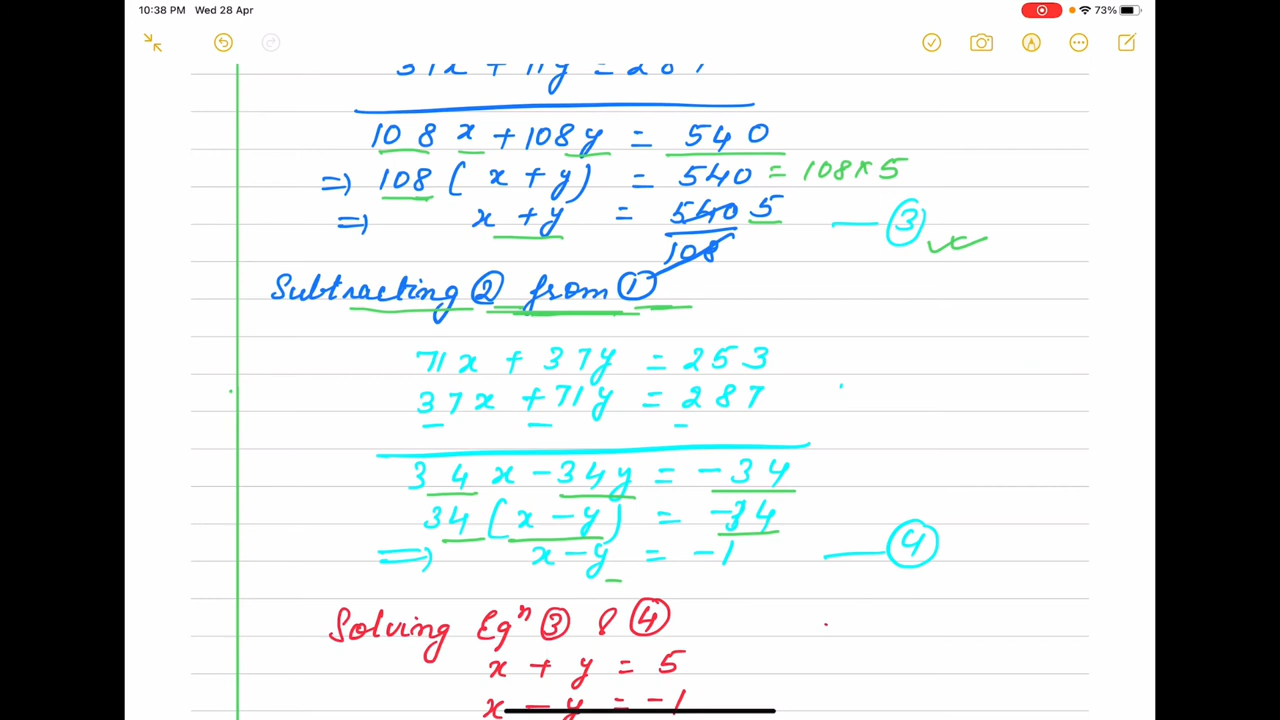 10:38 PM Wed 28 Apr 73%
108x + 108y = 540
=) 108 ( x + y ) = 540 = 108 × 5
=) x + y = 540/108 5 — ③
Subtracting ② from ①
71x + 37y = 253
37x + 71y = 287
34x - 34y = -34
34 ( x - y ) = -34
=) x - y = -1 — ④
Solving Eqⁿ ③ & ④
x + y = 5
x - y = -1